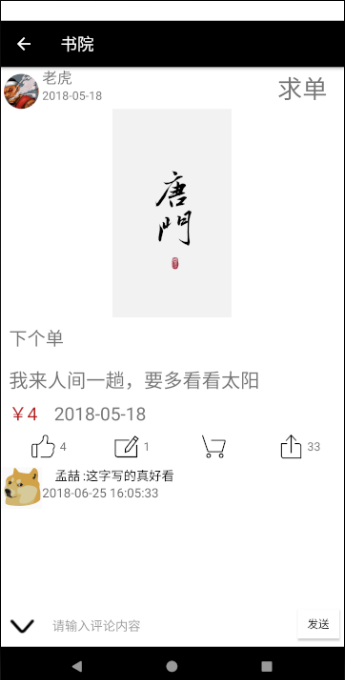 书院
老虎
2018-05-18
求单
唐
門
下个单
我来人间一趟，要多看看太阳
￥4 2018-05-18
4 1 33
孟喆 :这字写的真好看
2018-06-25 16:05:33
请输入评论内容
发送